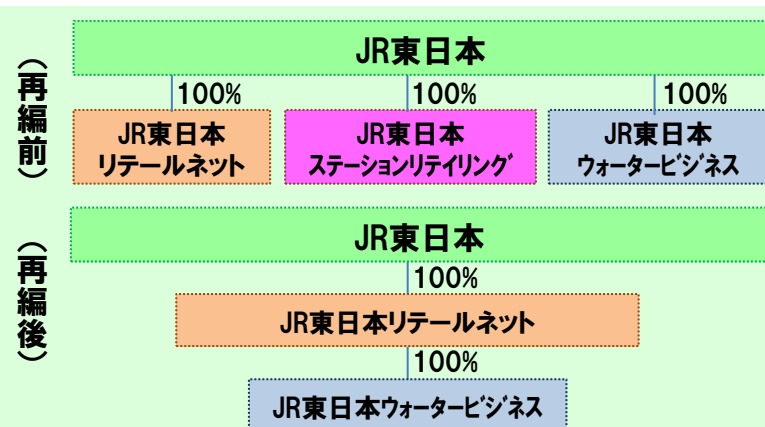 (再編前)
JR東日本
100%
100%
100%
JR東日本
リテールネット
JR東日本
ステーションリテイリング
JR東日本
ウォータービジネス
(再編後)
JR東日本
100%
JR東日本リテールネット
100%
JR東日本ウォータービジネス